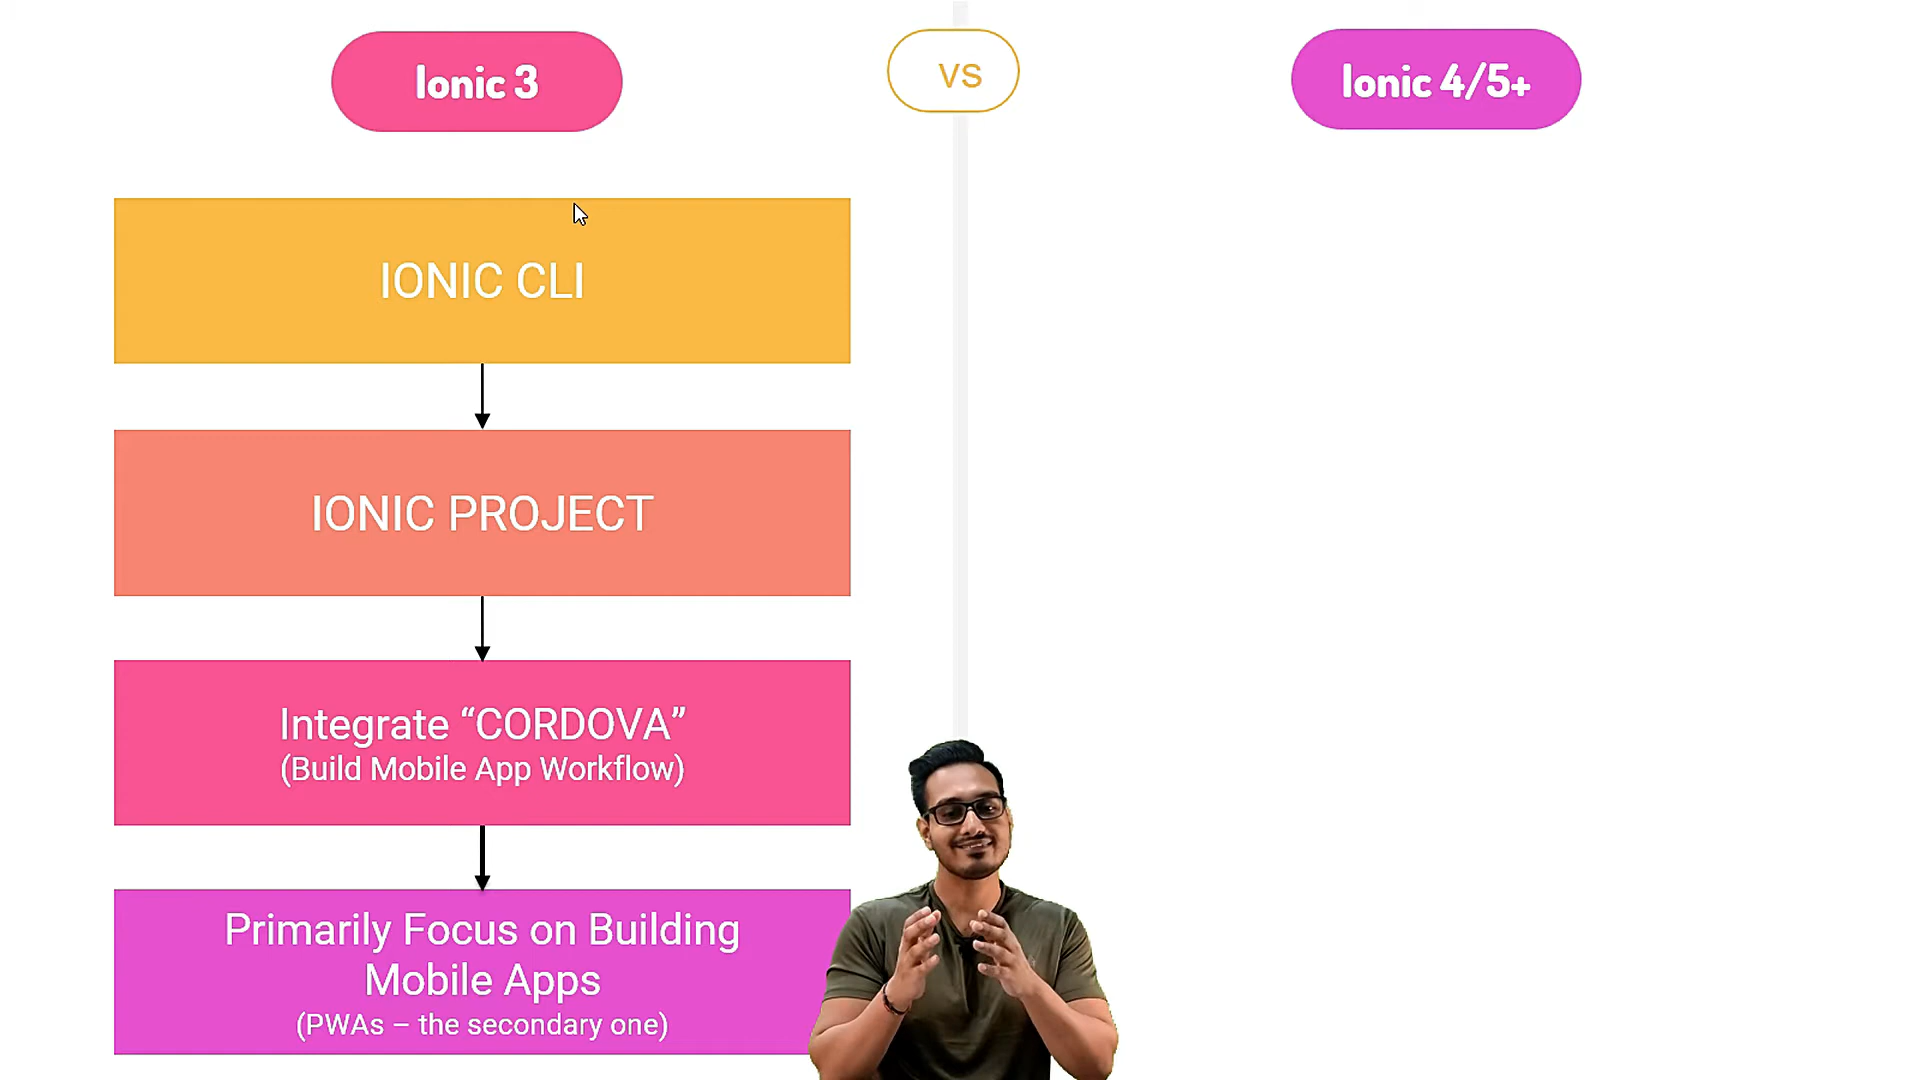 Ionic 3
VS
Ionic 4/5+
IONIC CLI
IONIC PROJECT
Integrate “CORDOVA”
(Build Mobile App Workflow)
Primarily Focus on Building
Mobile Apps
(PWAs – the secondary one)